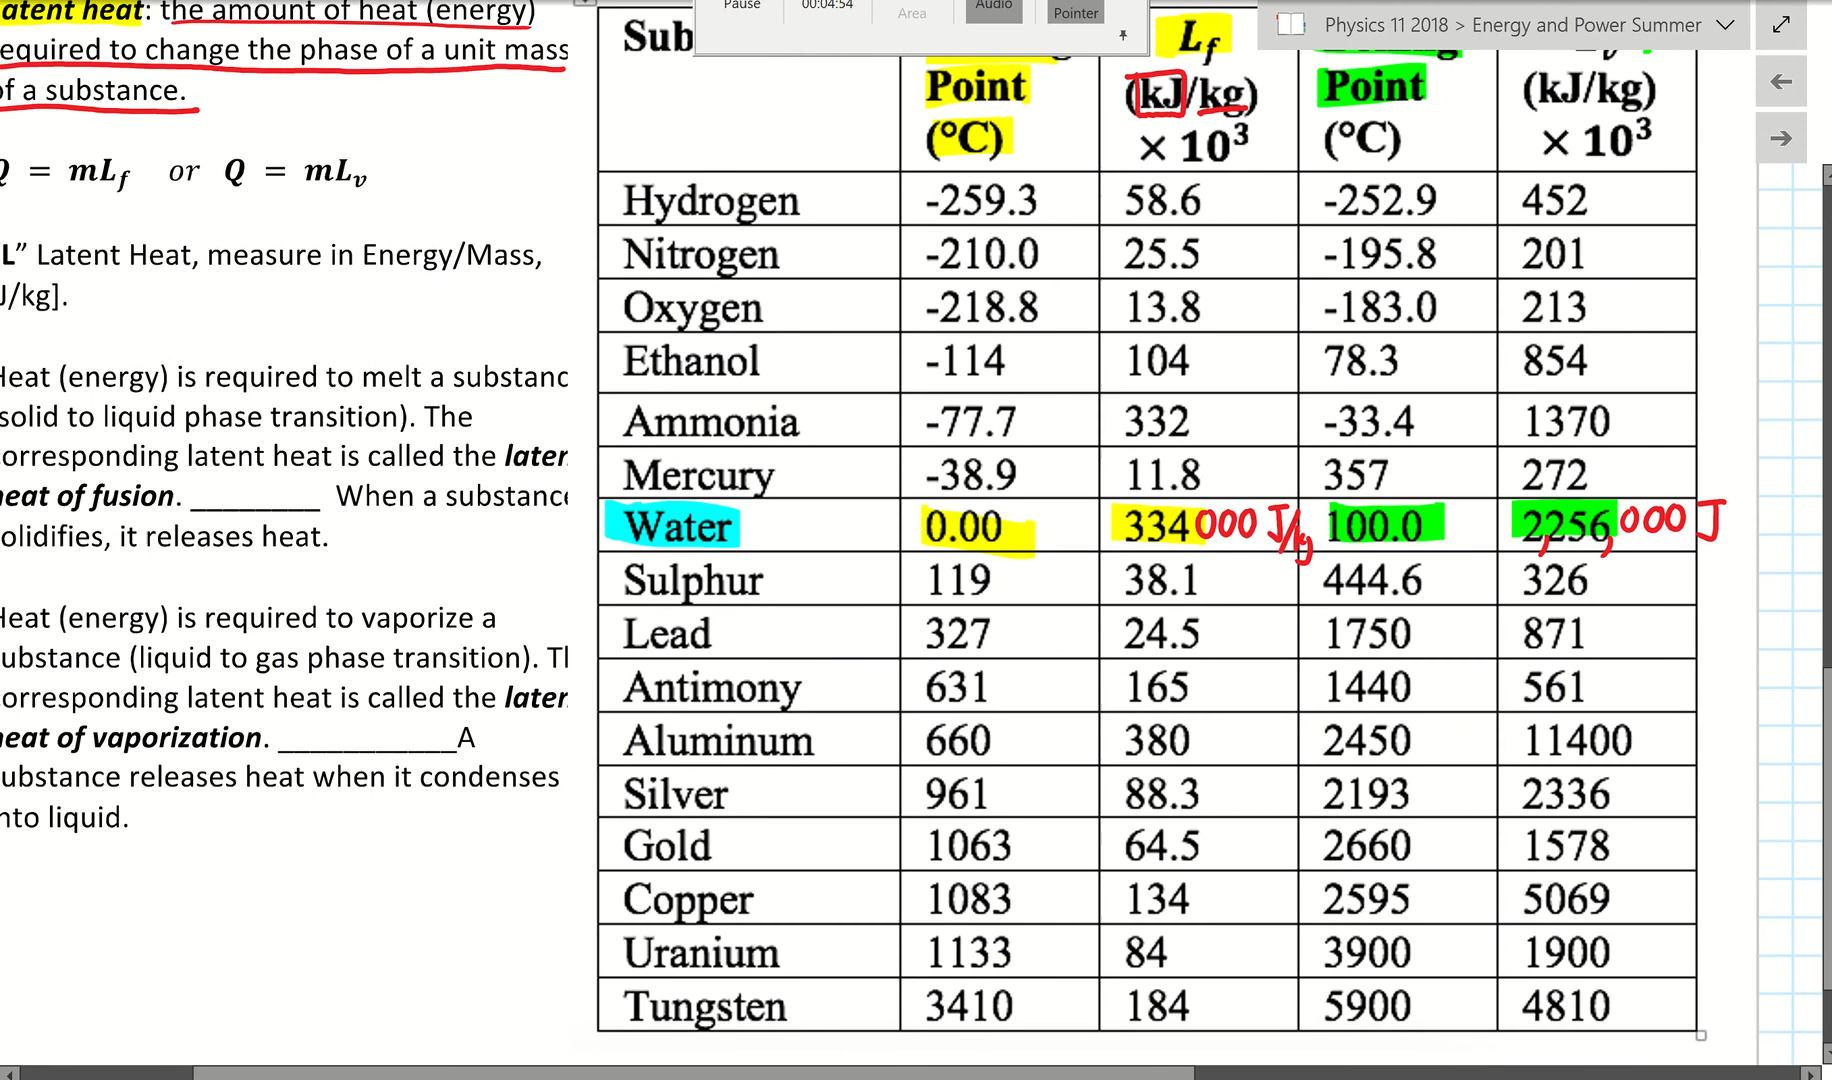 Pause
00:04:54
Area
Audio
Pointer
Physics 11 2018 > Energy and Power Summer
atent heat: the amount of heat (energy)
equired to change the phase of a unit mass
of a substance.
Q = mLf or Q = mLv
L” Latent Heat, measure in Energy/Mass,
J/kg].
Heat (energy) is required to melt a substanc
solid to liquid phase transition). The
orresponding latent heat is called the laten
heat of fusion. ________ When a substance
olidifies, it releases heat.
Heat (energy) is required to vaporize a
ubstance (liquid to gas phase transition). Th
orresponding latent heat is called the laten
heat of vaporization. ___________A
ubstance releases heat when it condenses
nto liquid.
Sub Point (°C) Lf (kJ/kg) × 10³ Point (°C) (kJ/kg) × 10³
Hydrogen -259.3 58.6 -252.9 452
Nitrogen -210.0 25.5 -195.8 201
Oxygen -218.8 13.8 -183.0 213
Ethanol -114 104 78.3 854
Ammonia -77.7 332 -33.4 1370
Mercury -38.9 11.8 357 272
Water 0.00 334 000 J/kg 100.0 2,256,000 J
Sulphur 119 38.1 444.6 326
Lead 327 24.5 1750 871
Antimony 631 165 1440 561
Aluminum 660 380 2450 11400
Silver 961 88.3 2193 2336
Gold 1063 64.5 2660 1578
Copper 1083 134 2595 5069
Uranium 1133 84 3900 1900
Tungsten 3410 184 5900 4810